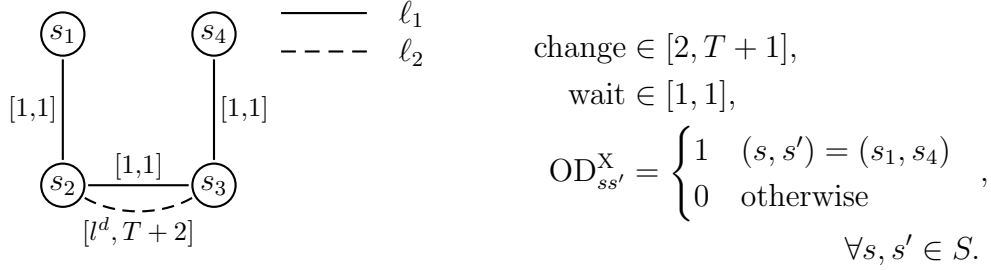 s₁
s₄
ℓ₁
ℓ₂
[1,1]
[1,1]
[1,1]
s₂
s₃
[lᵈ, T + 2]
change ∈ [2, T + 1],
wait ∈ [1, 1],
OD^X_{ss′} = { 1 (s, s′) = (s₁, s₄)
0 otherwise ,
∀s, s′ ∈ S.